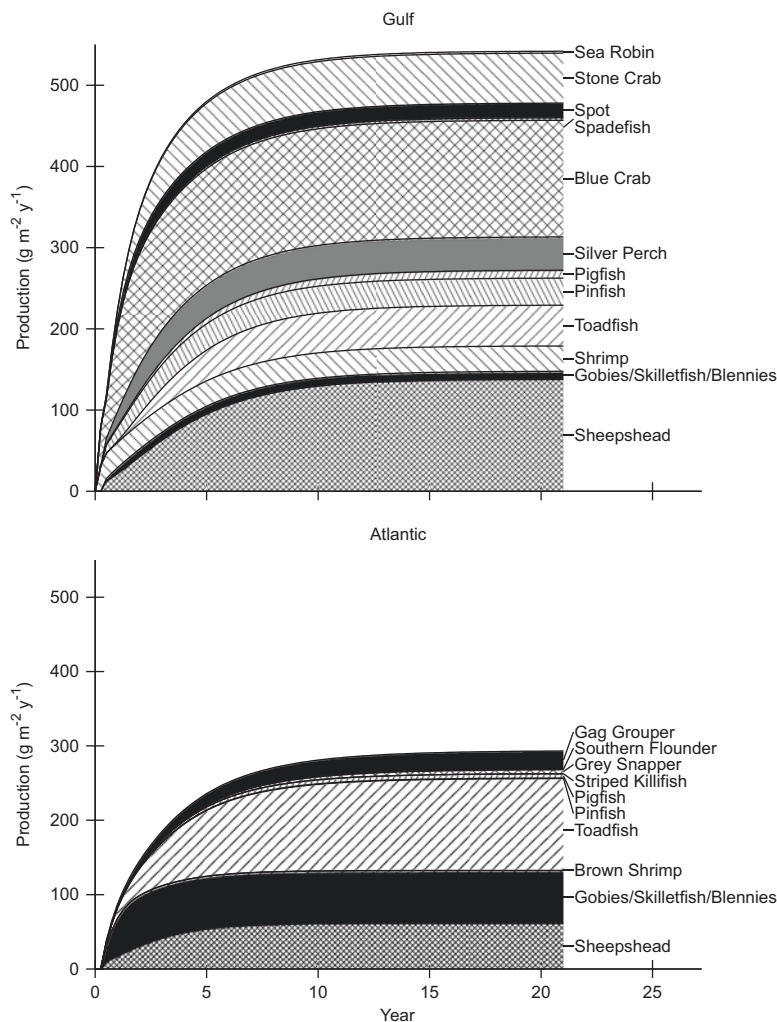 Gulf
Production (g m-2 y-1)
500
400
300
200
100
0
Sea Robin
Stone Crab
Spot
Spadefish
Blue Crab
Silver Perch
Pigfish
Pinfish
Toadfish
Shrimp
Gobies/Skilletfish/Blennies
Sheepshead
Atlantic
Production (g m-2 y-1)
500
400
300
200
100
0
Gag Grouper
Southern Flounder
Grey Snapper
Striped Killifish
Pigfish
Pinfish
Toadfish
Brown Shrimp
Gobies/Skilletfish/Blennies
Sheepshead
0 5 10 15 20 25
Year